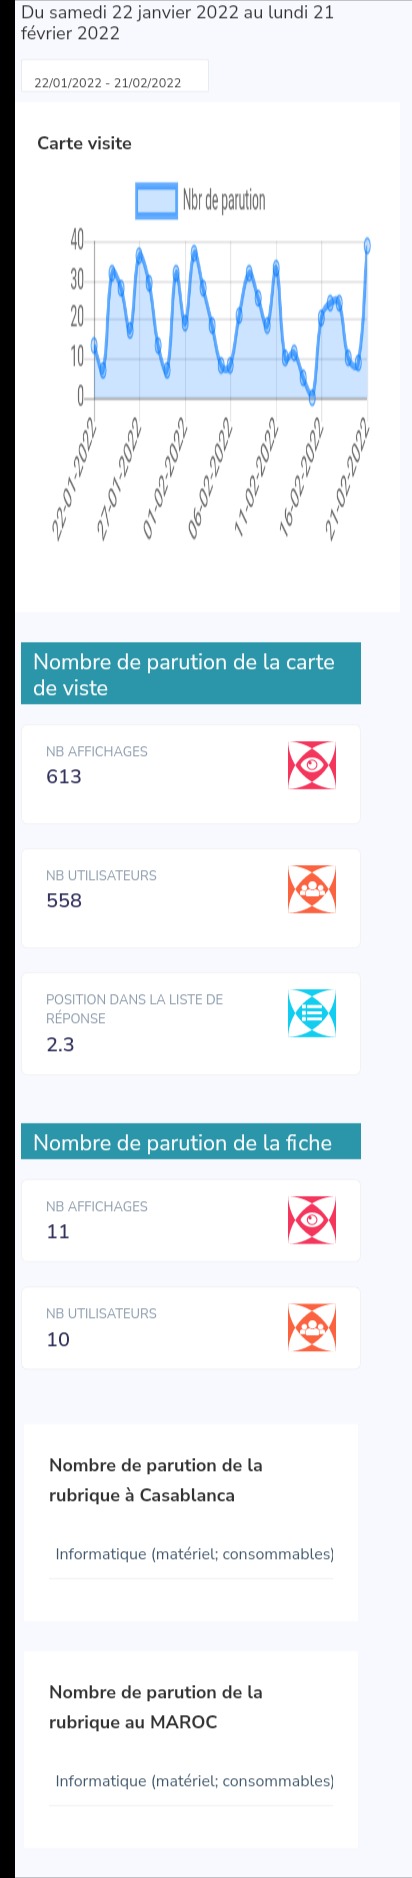 Du samedi 22 janvier 2022 au lundi 21
février 2022
22/01/2022 - 21/02/2022
Carte visite
Nbr de parution
40
30
20
10
0
22-01-2022
27-01-2022
01-02-2022
06-02-2022
11-02-2022
16-02-2022
21-02-2022
Nombre de parution de la carte
de viste
NB AFFICHAGES
613
NB UTILISATEURS
558
POSITION DANS LA LISTE DE
RÉPONSE
2.3
Nombre de parution de la fiche
NB AFFICHAGES
11
NB UTILISATEURS
10
Nombre de parution de la
rubrique à Casablanca
Informatique (matériel; consommables)
Nombre de parution de la
rubrique au MAROC
Informatique (matériel; consommables)